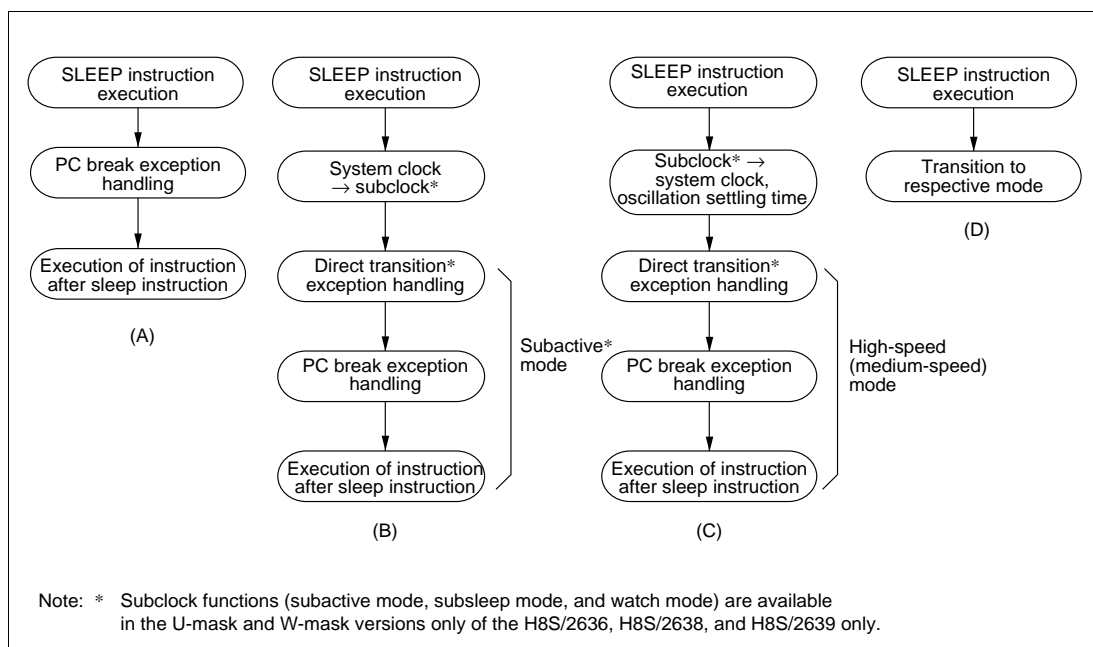 SLEEP instruction
execution
PC break exception
handling
Execution of instruction
after sleep instruction
(A)
SLEEP instruction
execution
System clock
→ subclock*
Direct transition*
exception handling
PC break exception
handling
Execution of instruction
after sleep instruction
(B)
Subactive*
mode
SLEEP instruction
execution
Subclock* →
system clock,
oscillation settling time
Direct transition*
exception handling
PC break exception
handling
Execution of instruction
after sleep instruction
(C)
High-speed
(medium-speed)
mode
SLEEP instruction
execution
Transition to
respective mode
(D)
Note: * Subclock functions (subactive mode, subsleep mode, and watch mode) are available
in the U-mask and W-mask versions only of the H8S/2636, H8S/2638, and H8S/2639 only.